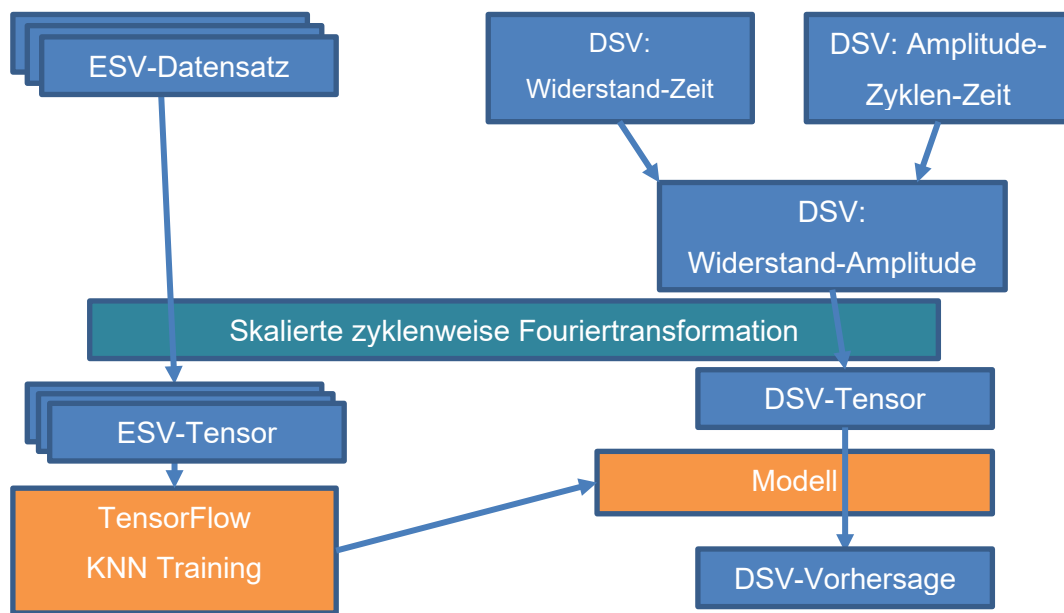 ESV-Datensatz
DSV:
Widerstand-Zeit
DSV: Amplitude-
Zyklen-Zeit
DSV:
Widerstand-Amplitude
Skalierte zyklenweise Fouriertransformation
ESV-Tensor
DSV-Tensor
TensorFlow
KNN Training
Modell
DSV-Vorhersage